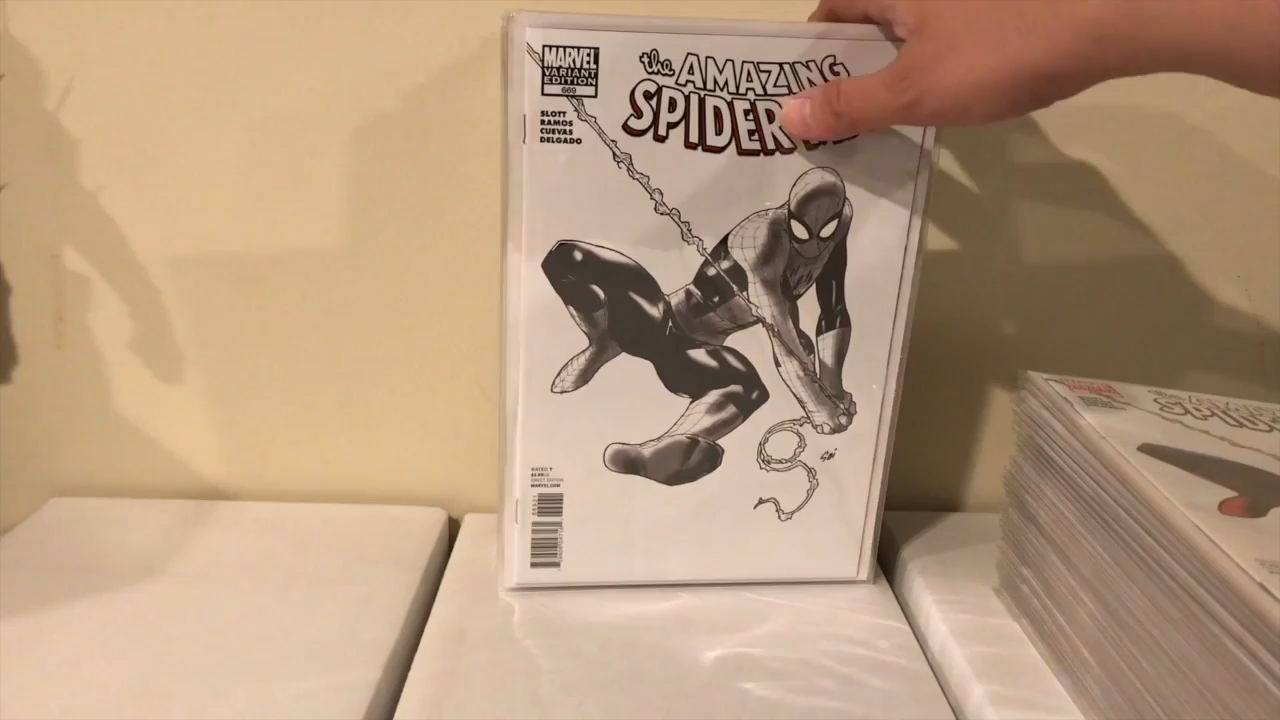 MARVEL
VARIANT
EDITION
669
SLOTT
RAMOS
CUEVAS
DELGADO
the AMAZING
SPIDER
RATED T
DIRECT EDITION
MARVEL.COM